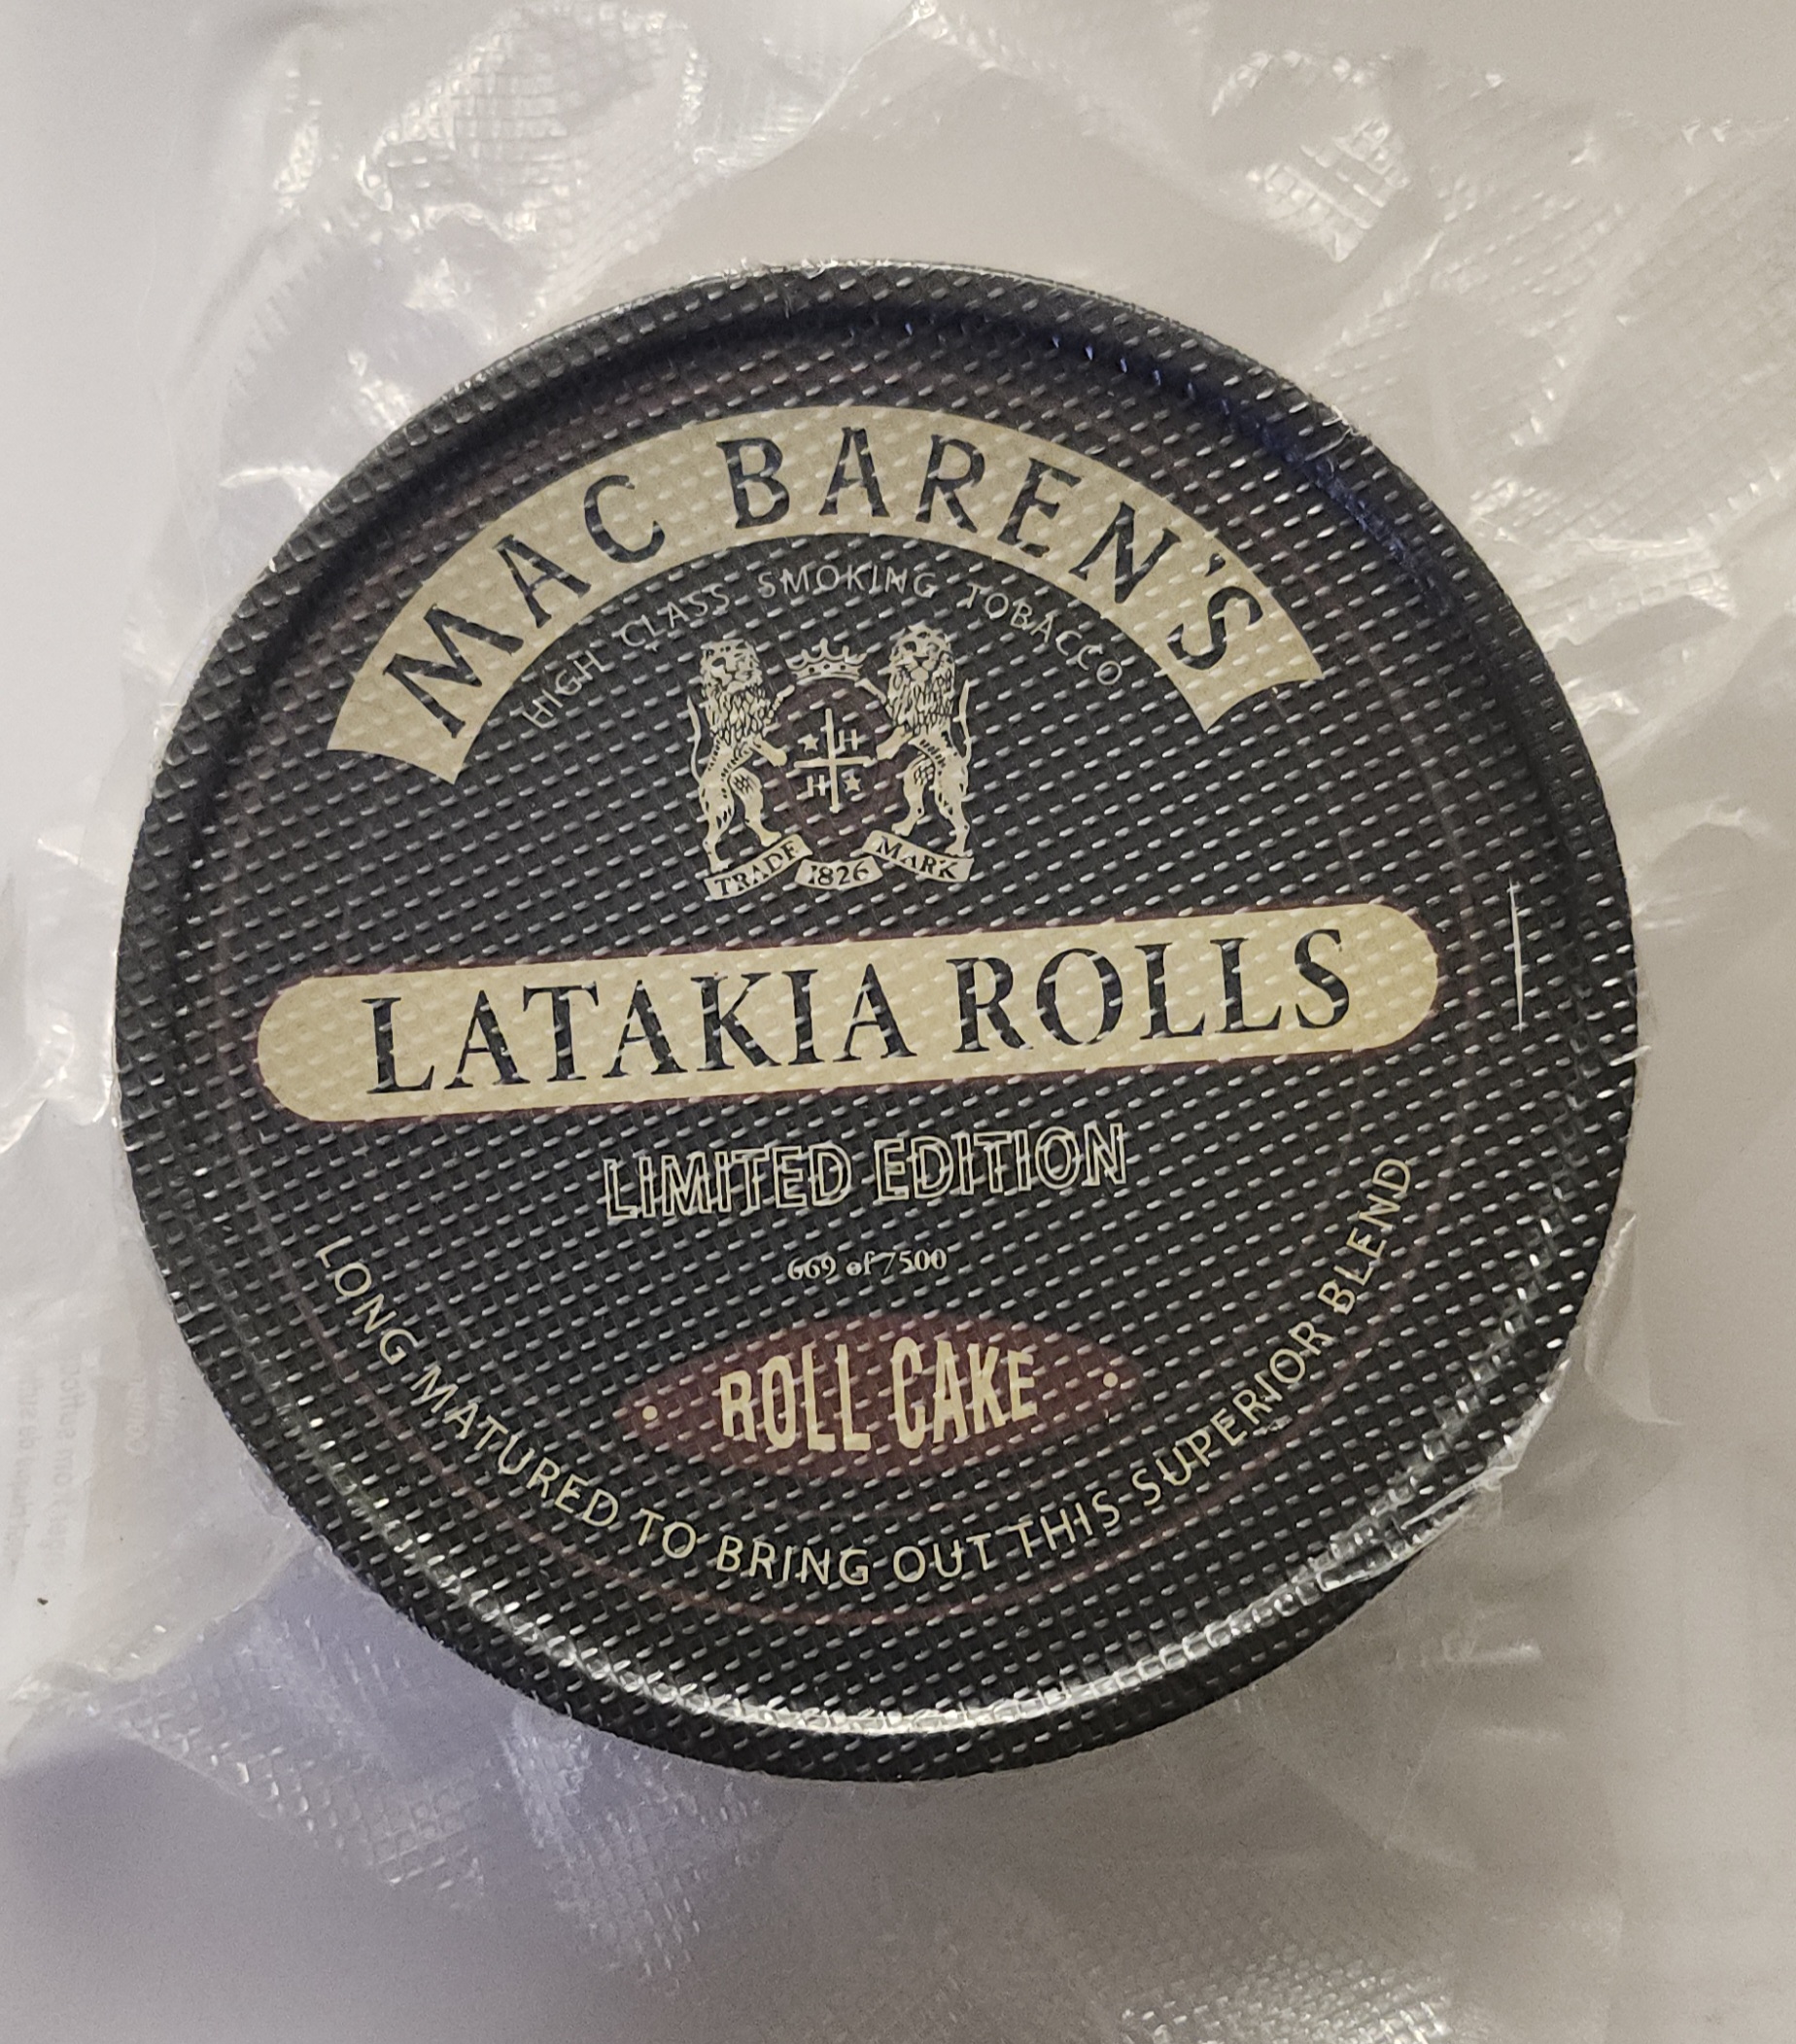 MAC BAREN'S
HIGH CLASS SMOKING TOBACCO
H
H
TRADE 1826 MARK
LATAKIA ROLLS
LIMITED EDITION
669 of 7500
ROLL CAKE
LONG MATURED TO BRING OUT THIS SUPERIOR BLEND